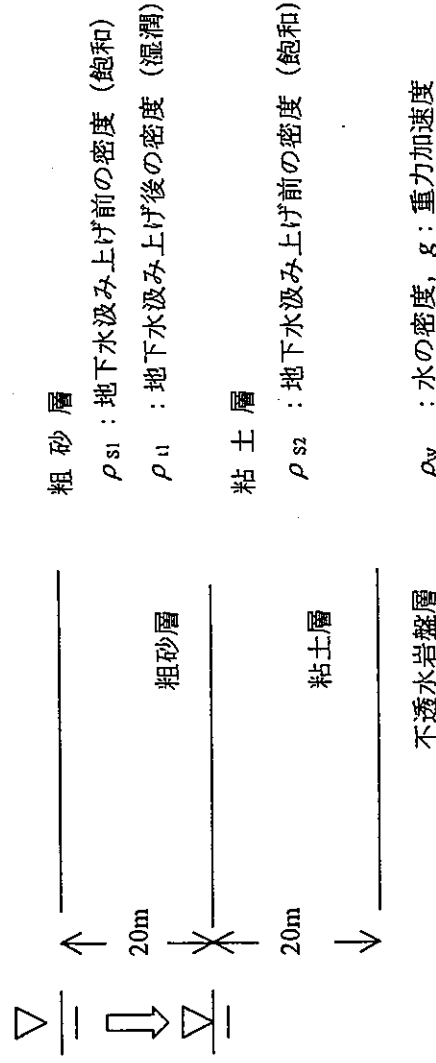 粗 砂 層
ρ S1 ：地下水汲み上げ前の密度（飽和）
ρ t1 ：地下水汲み上げ後の密度（湿潤）
粘 土 層
ρ S2 ：地下水汲み上げ前の密度（飽和）
ρw ：水の密度，g：重力加速度
粗砂層
粘土層
不透水岩盤層
20m
20m